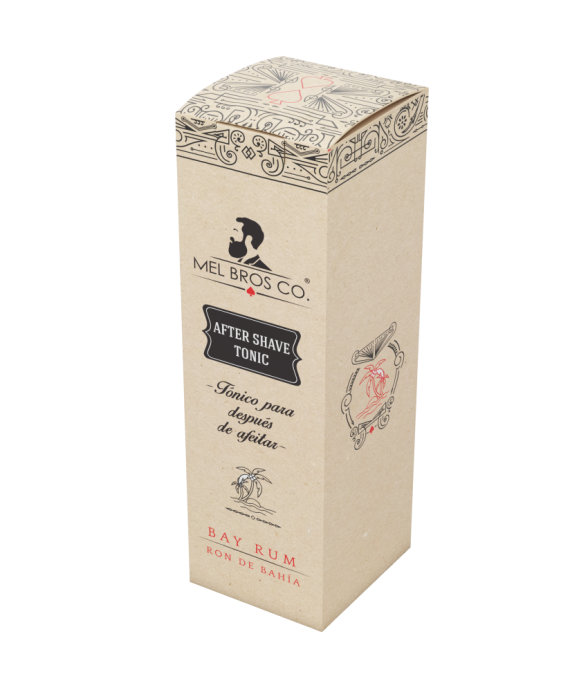 MEL BROS CO.®
AFTER SHAVE
TONIC
-Tónico para
después
de afeitar-
BAY RUM
RON DE BAHÍA